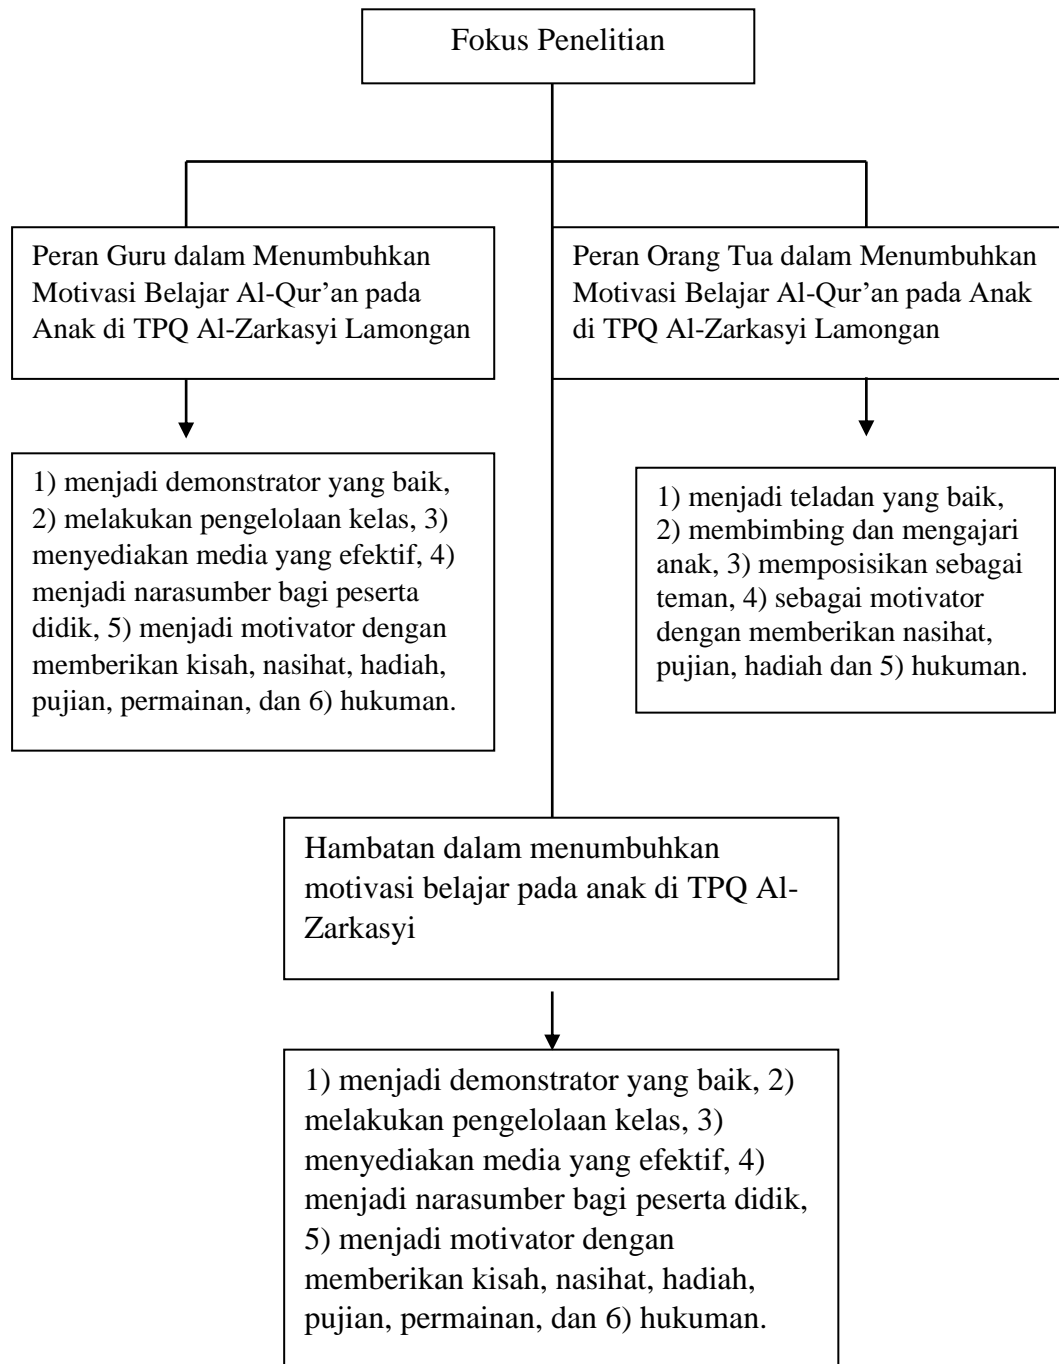 Fokus Penelitian
Peran Guru dalam Menumbuhkan
Motivasi Belajar Al-Qur’an pada
Anak di TPQ Al-Zarkasyi Lamongan
Peran Orang Tua dalam Menumbuhkan
Motivasi Belajar Al-Qur’an pada Anak
di TPQ Al-Zarkasyi Lamongan
1) menjadi demonstrator yang baik,
2) melakukan pengelolaan kelas, 3)
menyediakan media yang efektif, 4)
menjadi narasumber bagi peserta
didik, 5) menjadi motivator dengan
memberikan kisah, nasihat, hadiah,
pujian, permainan, dan 6) hukuman.
1) menjadi teladan yang baik,
2) membimbing dan mengajari
anak, 3) memposisikan sebagai
teman, 4) sebagai motivator
dengan memberikan nasihat,
pujian, hadiah dan 5) hukuman.
Hambatan dalam menumbuhkan
motivasi belajar pada anak di TPQ Al-
Zarkasyi
1) menjadi demonstrator yang baik, 2)
melakukan pengelolaan kelas, 3)
menyediakan media yang efektif, 4)
menjadi narasumber bagi peserta didik,
5) menjadi motivator dengan
memberikan kisah, nasihat, hadiah,
pujian, permainan, dan 6) hukuman.